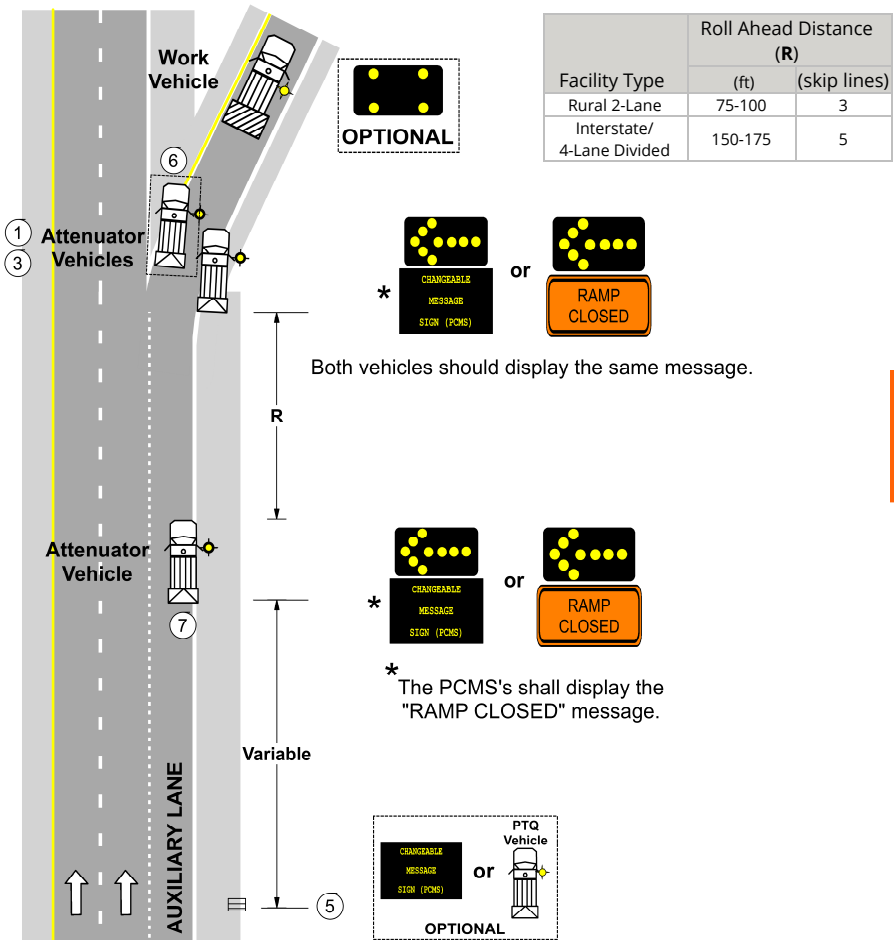 Work
Vehicle
OPTIONAL
Roll Ahead Distance
(R)
Facility Type
(ft)
(skip lines)
Rural 2-Lane
75-100
3
Interstate/
4-Lane Divided
150-175
5
6
1
3
Attenuator
Vehicles
CHANGEABLE
MESSAGE
SIGN (PCMS)
*
or
RAMP
CLOSED
Both vehicles should display the same message.
R
Attenuator
Vehicle
7
CHANGEABLE
MESSAGE
SIGN (PCMS)
*
or
RAMP
CLOSED
*The PCMS's shall display the
"RAMP CLOSED" message.
Variable
AUXILIARY LANE
5
CHANGEABLE
MESSAGE
SIGN (PCMS)
or
PTQ
Vehicle
OPTIONAL